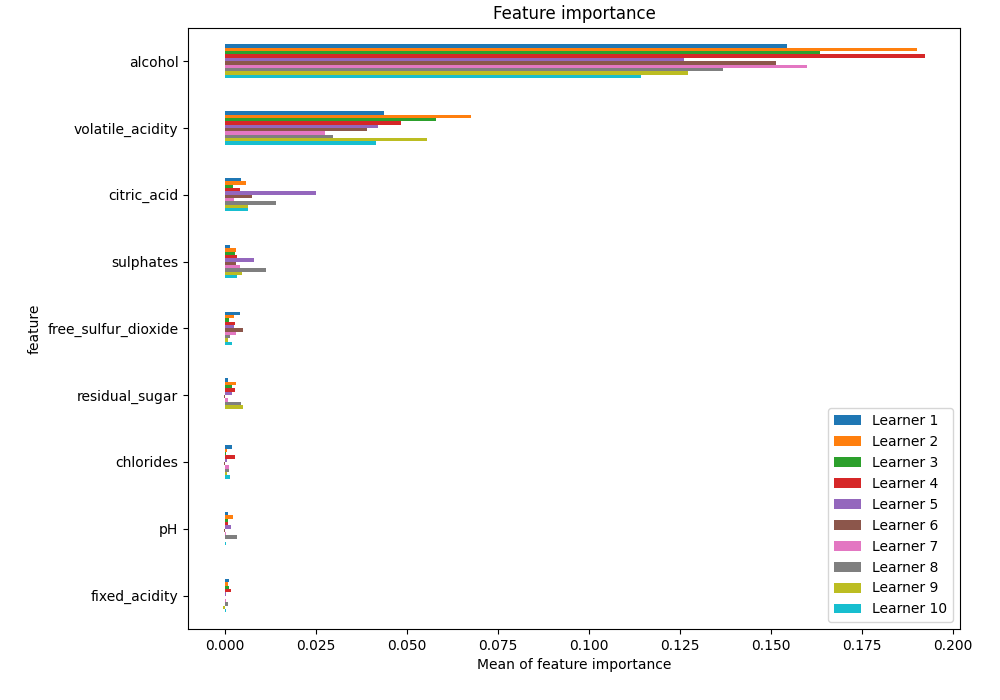 Feature importance
alcohol
volatile_acidity
citric_acid
sulphates
free_sulfur_dioxide
residual_sugar
chlorides
pH
fixed_acidity
feature
Learner 1
Learner 2
Learner 3
Learner 4
Learner 5
Learner 6
Learner 7
Learner 8
Learner 9
Learner 10
0.000 0.025 0.050 0.075 0.100 0.125 0.150 0.175 0.200
Mean of feature importance